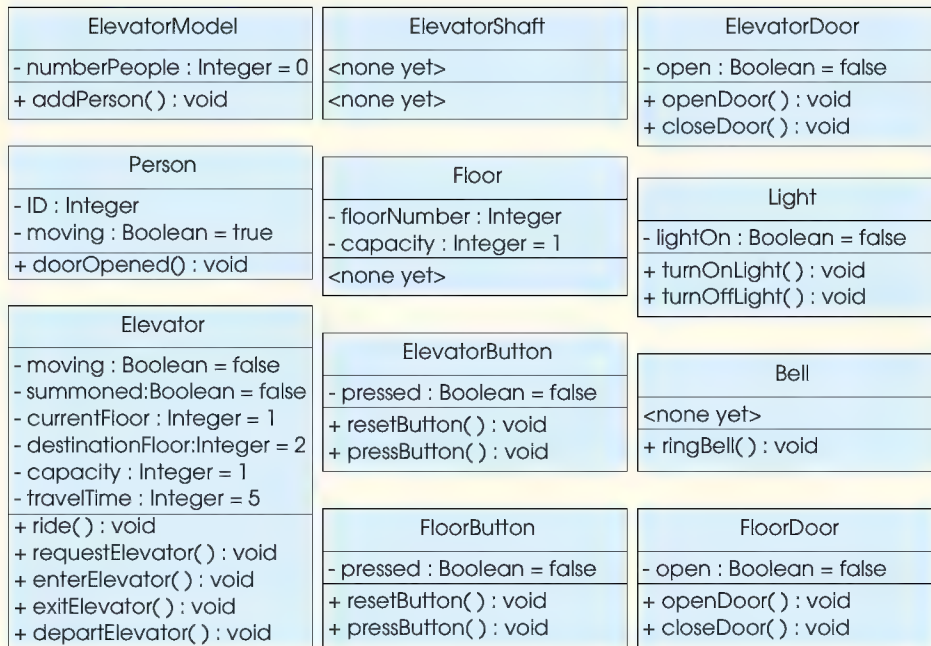 ElevatorModel
- numberPeople : Integer = 0
+ addPerson( ) : void
ElevatorShaft
<none yet>
<none yet>
ElevatorDoor
- open : Boolean = false
+ openDoor( ) : void
+ closeDoor( ) : void
Person
- ID : Integer
- moving : Boolean = true
+ doorOpened() : void
Floor
- floorNumber : Integer
- capacity : Integer = 1
<none yet>
Light
- lightOn : Boolean = false
+ turnOnLight( ) : void
+ turnOffLight( ) : void
Elevator
- moving : Boolean = false
- summoned:Boolean = false
- currentFloor : Integer = 1
- destinationFloor:Integer = 2
- capacity : Integer = 1
- travelTime : Integer = 5
+ ride( ) : void
+ requestElevator( ) : void
+ enterElevator( ) : void
+ exitElevator( ) : void
+ departElevator( ) : void
ElevatorButton
- pressed : Boolean = false
+ resetButton( ) : void
+ pressButton( ) : void
Bell
<none yet>
+ ringBell( ) : void
FloorButton
- pressed : Boolean = false
+ resetButton( ) : void
+ pressButton( ) : void
FloorDoor
- open : Boolean = false
+ openDoor( ) : void
+ closeDoor( ) : void